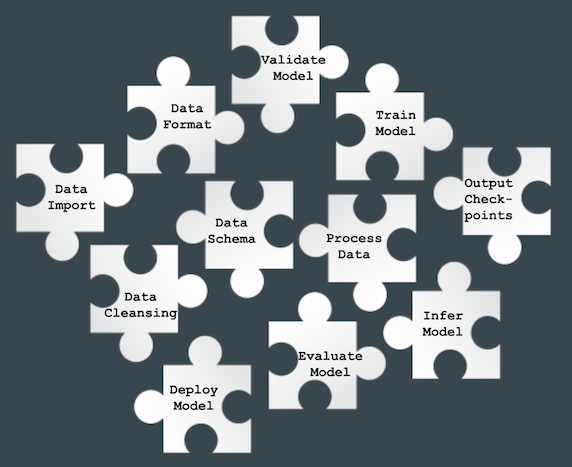 Validate
Model
Data
Format
Train
Model
Data
Import
Output
Check-
points
Data
Schema
Process
Data
Data
Cleansing
Infer
Model
Evaluate
Model
Deploy
Model